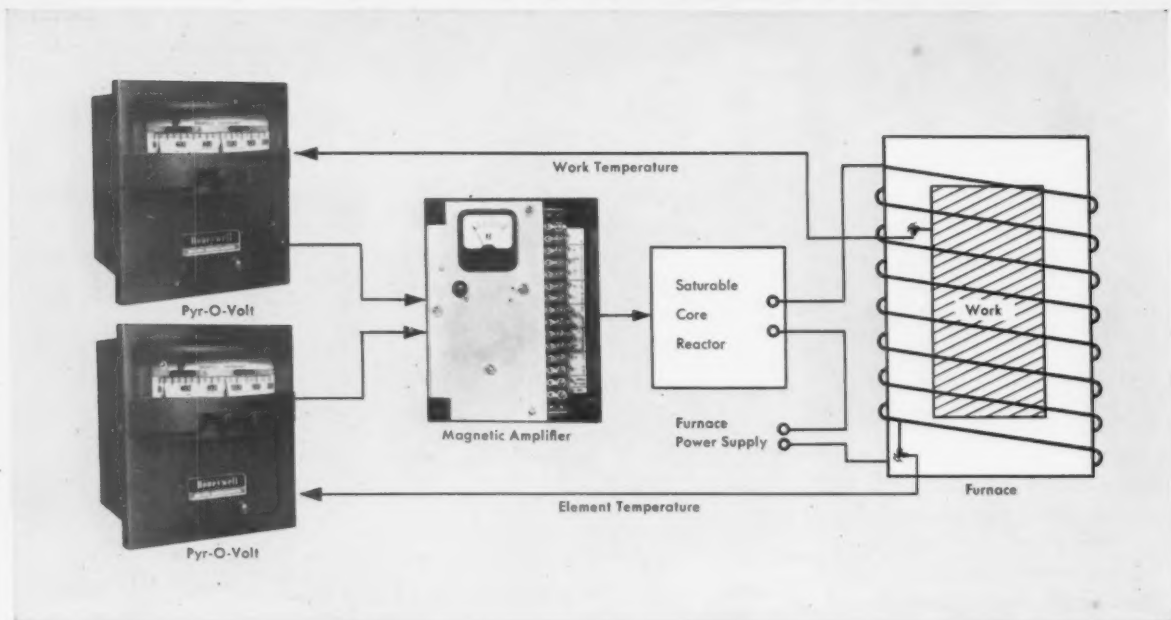 Honeywell
Pyr-O-Volt
Work Temperature
Magnetic Amplifier
Saturable
Core
Reactor
Furnace
Power Supply
Work
Furnace
Honeywell
Pyr-O-Volt
Element Temperature